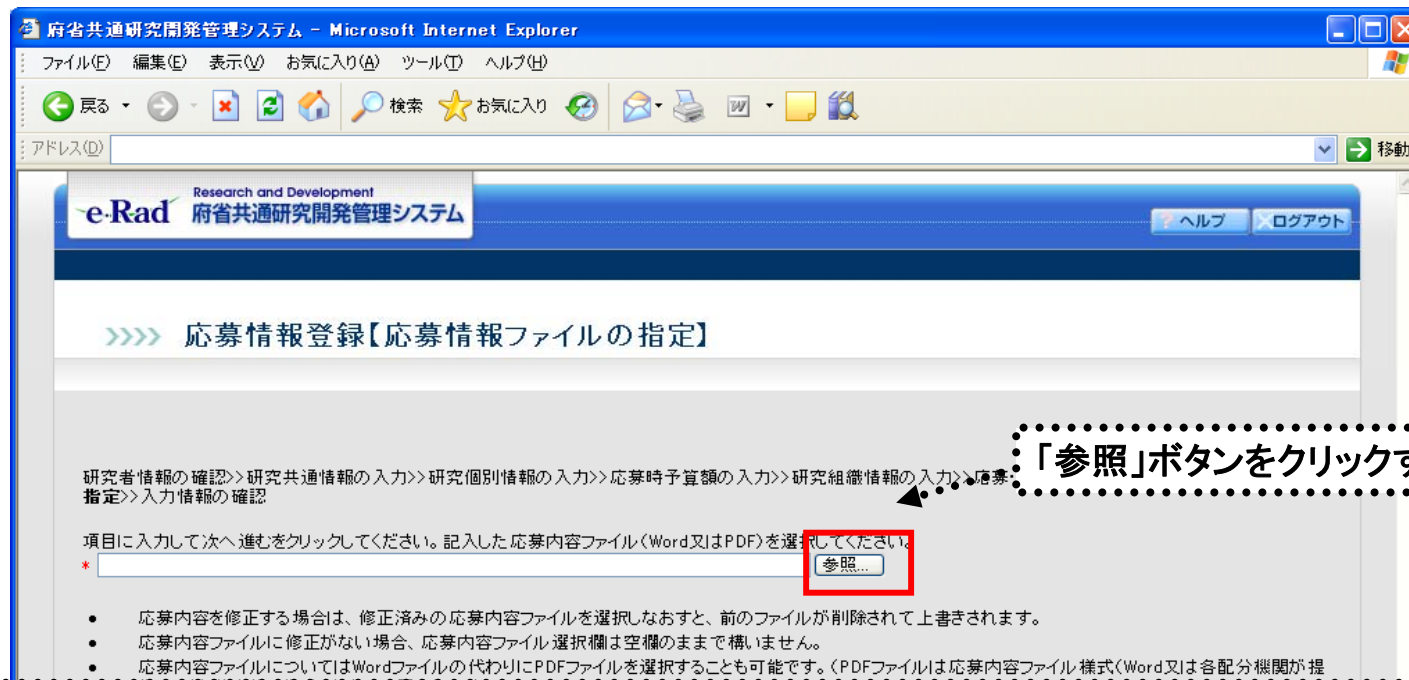 府省共通研究開発管理システム - Microsoft Internet Explorer
ファイル(F) 編集(E) 表示(V) お気に入り(A) ツール(T) ヘルプ(H)
戻る 検索 お気に入り
アドレス(D) 移動
Research and Development
e-Rad 府省共通研究開発管理システム
? ヘルプ ログアウト
>>>> 応募情報登録【応募情報ファイルの指定】
「参照」ボタンをクリックす
研究者情報の確認>>研究共通情報の入力>>研究個別情報の入力>>応募時予算額の入力>>研究組織情報の入力>>応募
指定>>入力情報の確認
項目に入力して次へ進むをクリックしてください。記入した応募内容ファイル(Word又はPDF)を選択してください。
* 参照...
• 応募内容を修正する場合は、修正済みの応募内容ファイルを選択しなおすと、前のファイルが削除されて上書きされます。
• 応募内容ファイルに修正がない場合、応募内容ファイル選択欄は空欄のままで構いません。
• 応募内容ファイルについてはWordファイルの代わりにPDFファイルを選択することも可能です。(PDFファイルは応募内容ファイル様式(Word又は各配分機関が提